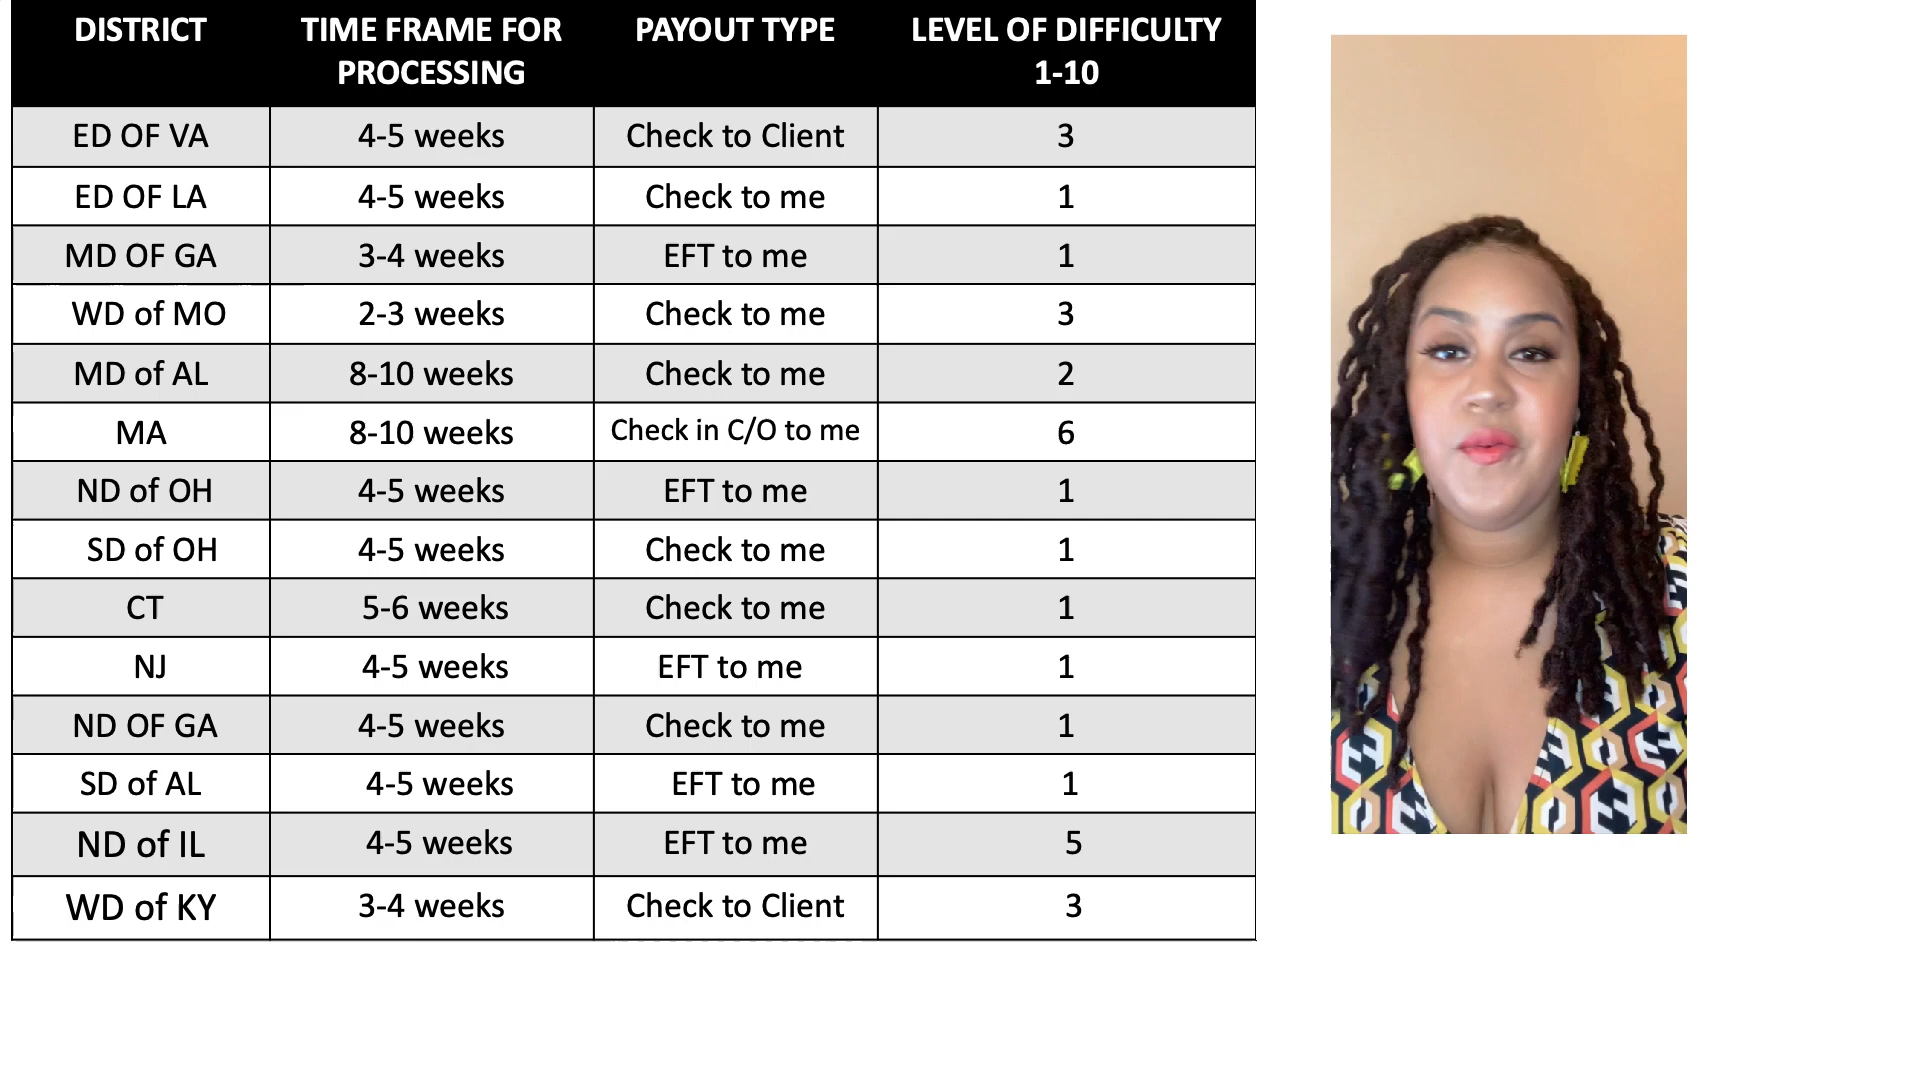 DISTRICT TIME FRAME FOR PROCESSING PAYOUT TYPE LEVEL OF DIFFICULTY 1-10
ED OF VA 4-5 weeks Check to Client 3
ED OF LA 4-5 weeks Check to me 1
MD OF GA 3-4 weeks EFT to me 1
WD of MO 2-3 weeks Check to me 3
MD of AL 8-10 weeks Check to me 2
MA 8-10 weeks Check in C/O to me 6
ND of OH 4-5 weeks EFT to me 1
SD of OH 4-5 weeks Check to me 1
CT 5-6 weeks Check to me 1
NJ 4-5 weeks EFT to me 1
ND OF GA 4-5 weeks Check to me 1
SD of AL 4-5 weeks EFT to me 1
ND of IL 4-5 weeks EFT to me 5
WD of KY 3-4 weeks Check to Client 3